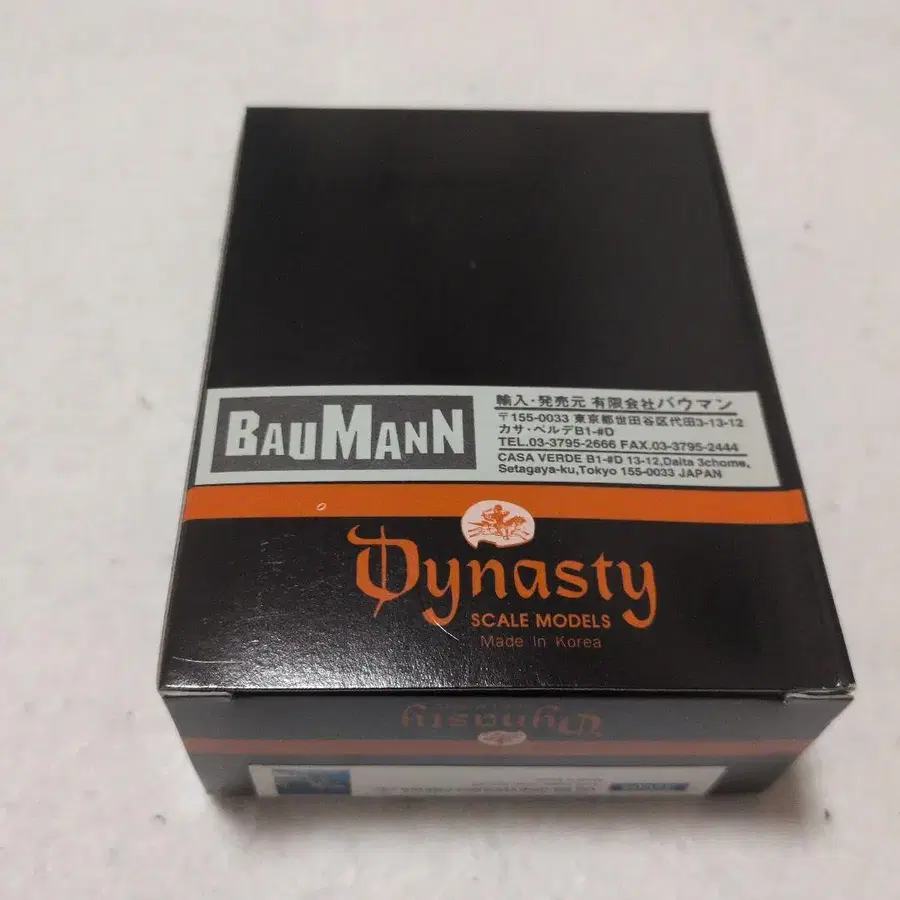 BAUMANN
輸入・発売元 有限会社バウマン
〒155-0033 東京都世田谷区代田3-13-12
カサ・ベルデB1-#D
TEL.03-3795-2666 FAX.03-3795-2444
CASA VERDE B1-#D 13-12,Daita 3chome,
Setagaya-ku,Tokyo 155-0033 JAPAN
Dynasty
SCALE MODELS
Made In Korea
Dynasty